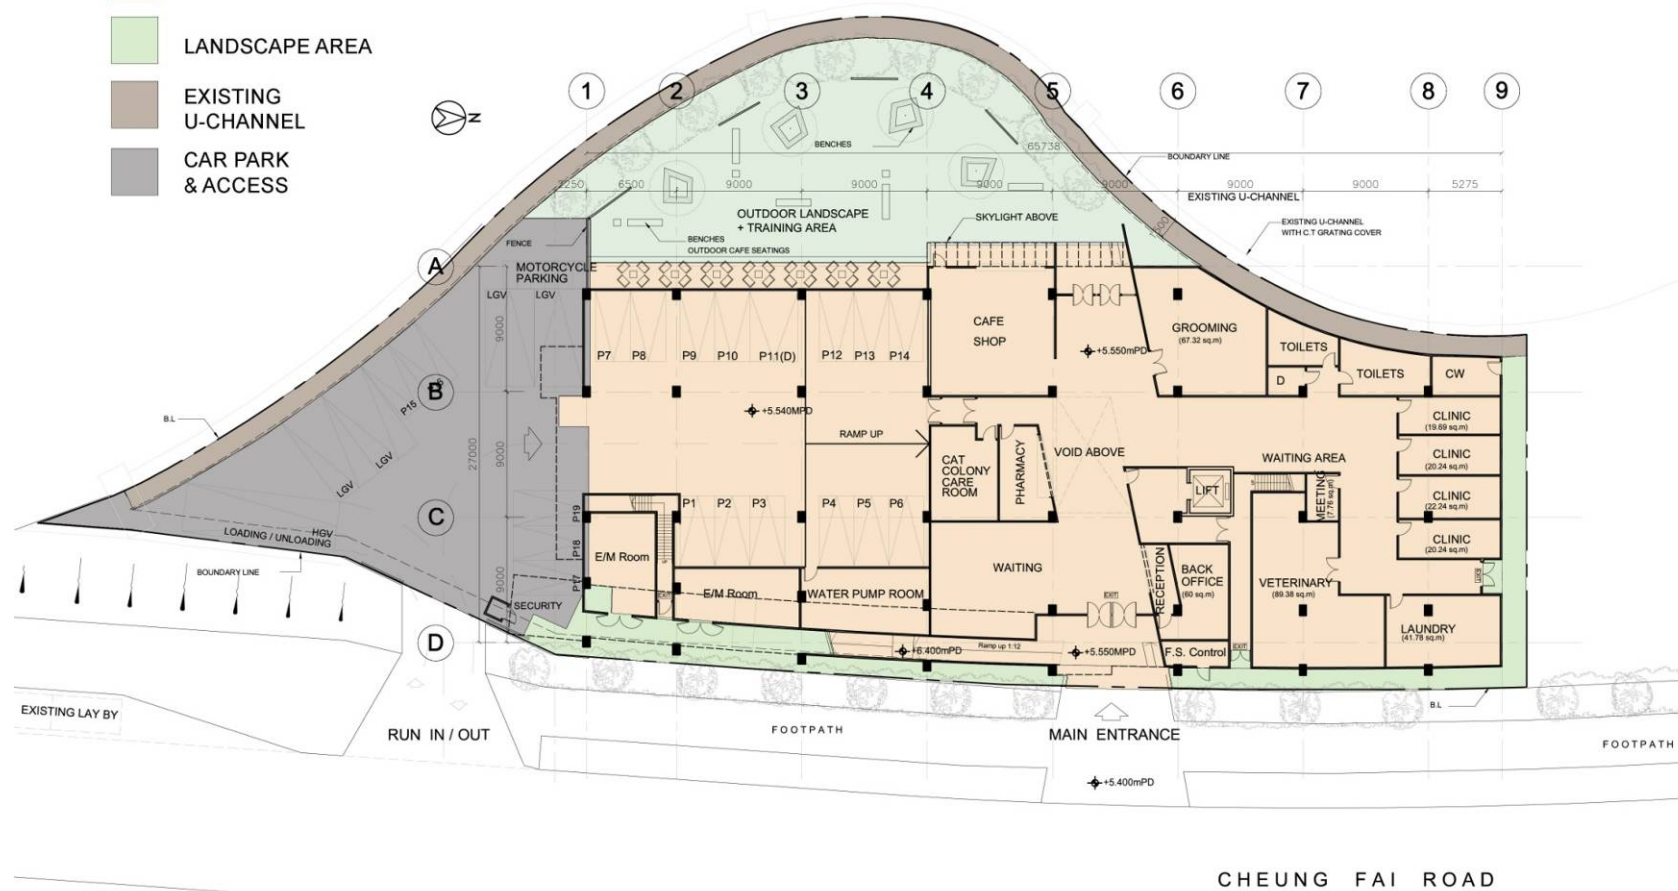 LANDSCAPE AREA
EXISTING
U-CHANNEL
CAR PARK
& ACCESS
N
1
2
3
4
5
6
7
8
9
65738
BENCHES
BOUNDARY LINE
2250
6500
9000
9000
9000
9000
9000
9000
5275
EXISTING U-CHANNEL
OUTDOOR LANDSCAPE
+ TRAINING AREA
SKYLIGHT ABOVE
EXISTING U-CHANNEL
WITH C.T GRATING COVER
FENCE
BENCHES
OUTDOOR CAFE SEATINGS
A
MOTORCYCLE
PARKING
LGV
LGV
9000
CAFE
SHOP
GROOMING
(67.32 sq.m)
TOILETS
P7
P8
P9
P10
P11(D)
P12
P13
P14
+5.550mPD
D
TOILETS
CW
B
P15
+5.540MPD
B.L
RAMP UP
CLINIC
(19.69 sq.m)
27000
9000
LGV
LGV
CAT
COLONY
CARE
ROOM
PHARMACY
VOID ABOVE
WAITING AREA
CLINIC
(20.24 sq.m)
LIFT
MEETING
(7.76 sq.m)
CLINIC
(22.24 sq.m)
C
P1
P2
P3
P4
P5
P6
P19
P18
P17
HGV
LOADING / UNLOADING
BOUNDARY LINE
9000
E/M Room
CLINIC
(20.24 sq.m)
WAITING
RECEPTION
BACK
OFFICE
(60 sq.m)
VETERINARY
(89.38 sq.m)
EXIT
SECURITY
E/M Room
WATER PUMP ROOM
EXIT
EXIT
LAUNDRY
(41.78 sq.m)
D
+6.400mPD
Ramp up 1:12
+5.550MPD
F.S. Control
EXIT
B.L
EXISTING LAY BY
RUN IN / OUT
FOOTPATH
MAIN ENTRANCE
FOOTPATH
+5.400mPD
CHEUNG FAI ROAD